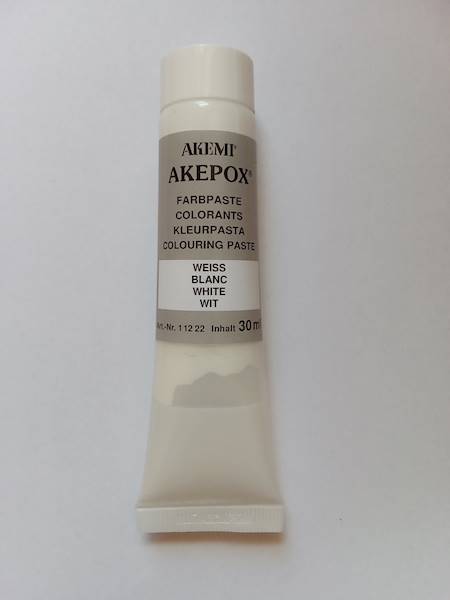 AKEMI®
AKEPOX®
FARBPASTE
COLORANTS
KLEURPASTA
COLOURING PASTE
WEISS
BLANC
WHITE
WIT
Art.-Nr. 11222 Inhalt 30 ml